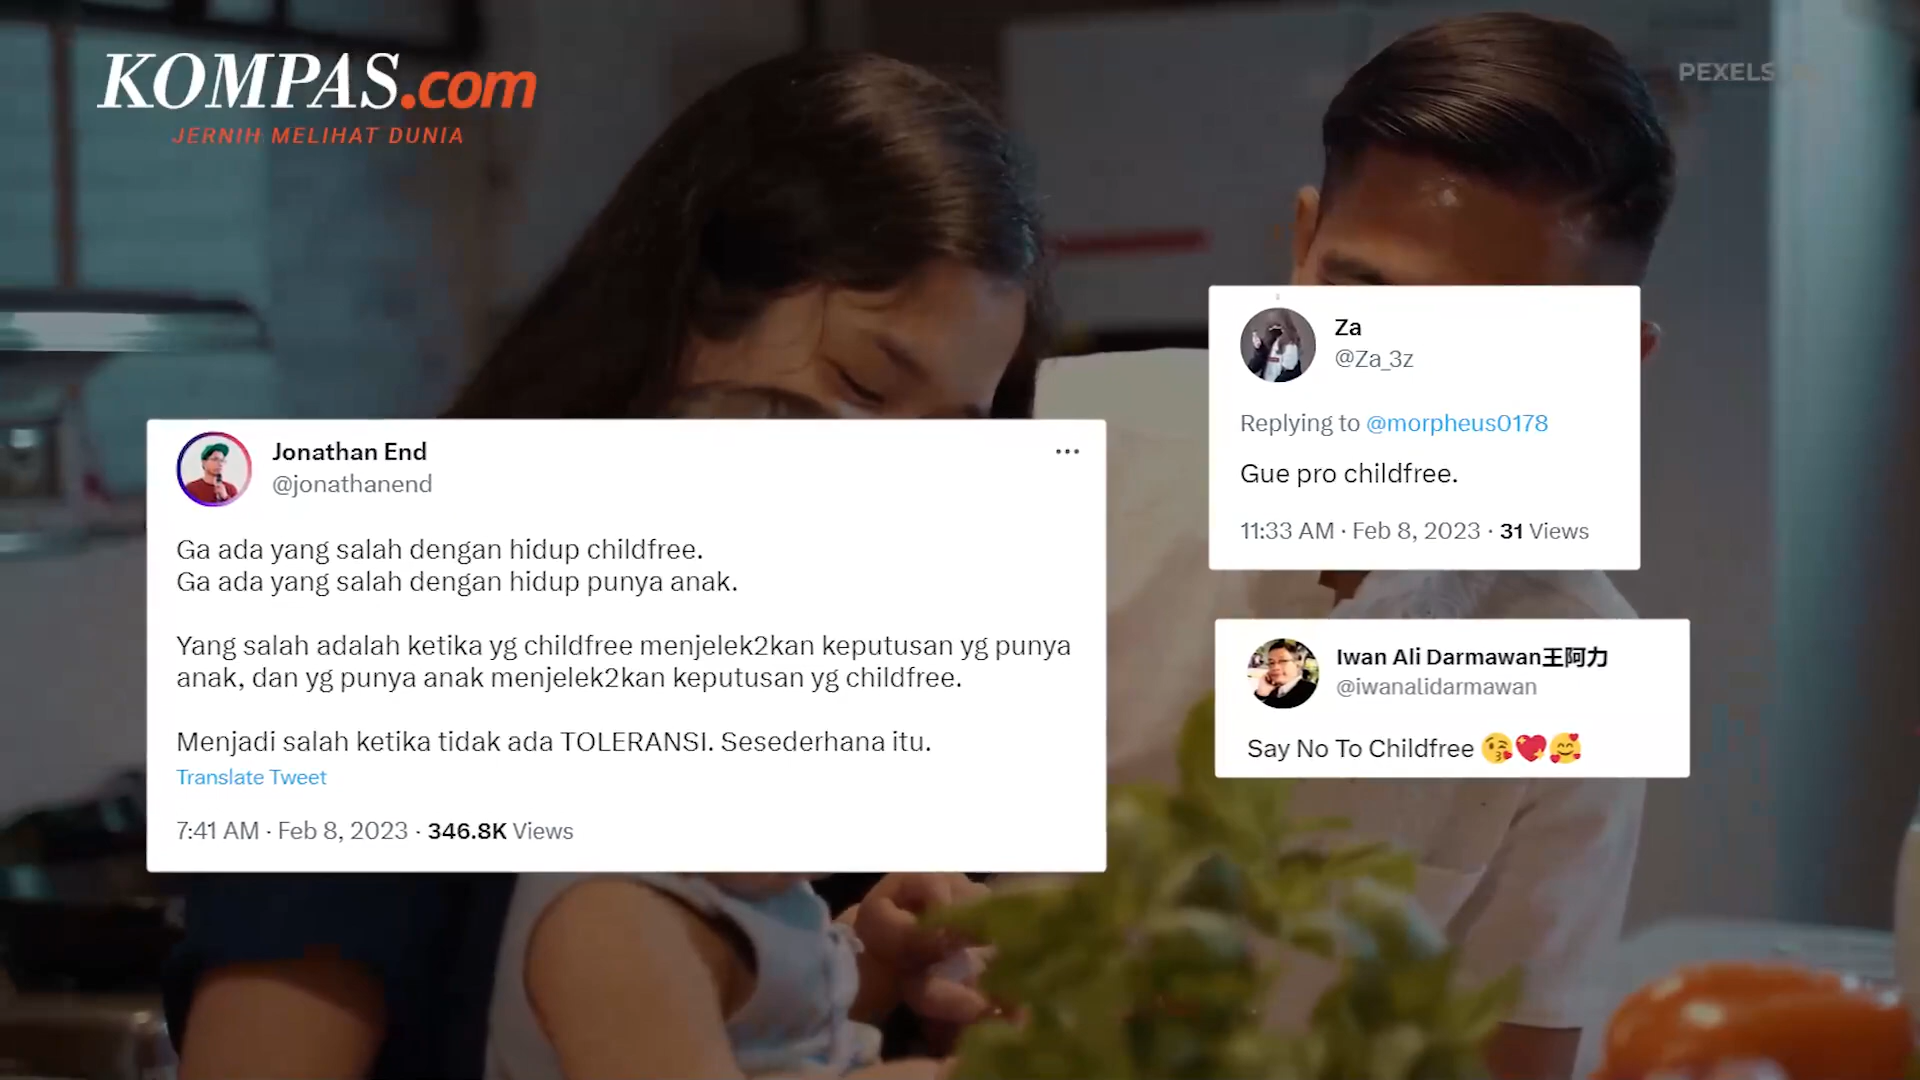 KOMPAS.com
JERNIH MELIHAT DUNIA
PEXELS
Jonathan End
@jonathanend
Ga ada yang salah dengan hidup childfree.
Ga ada yang salah dengan hidup punya anak.
Yang salah adalah ketika yg childfree menjelek2kan keputusan yg punya
anak, dan yg punya anak menjelek2kan keputusan yg childfree.
Menjadi salah ketika tidak ada TOLERANSI. Sesederhana itu.
Translate Tweet
7:41 AM · Feb 8, 2023 · 346.8K Views
Za
@Za_3z
Replying to @morpheus0178
Gue pro childfree.
11:33 AM · Feb 8, 2023 · 31 Views
Iwan Ali Darmawan王阿力
@iwanalidarmawan
Say No To Childfree 😘💖🥰